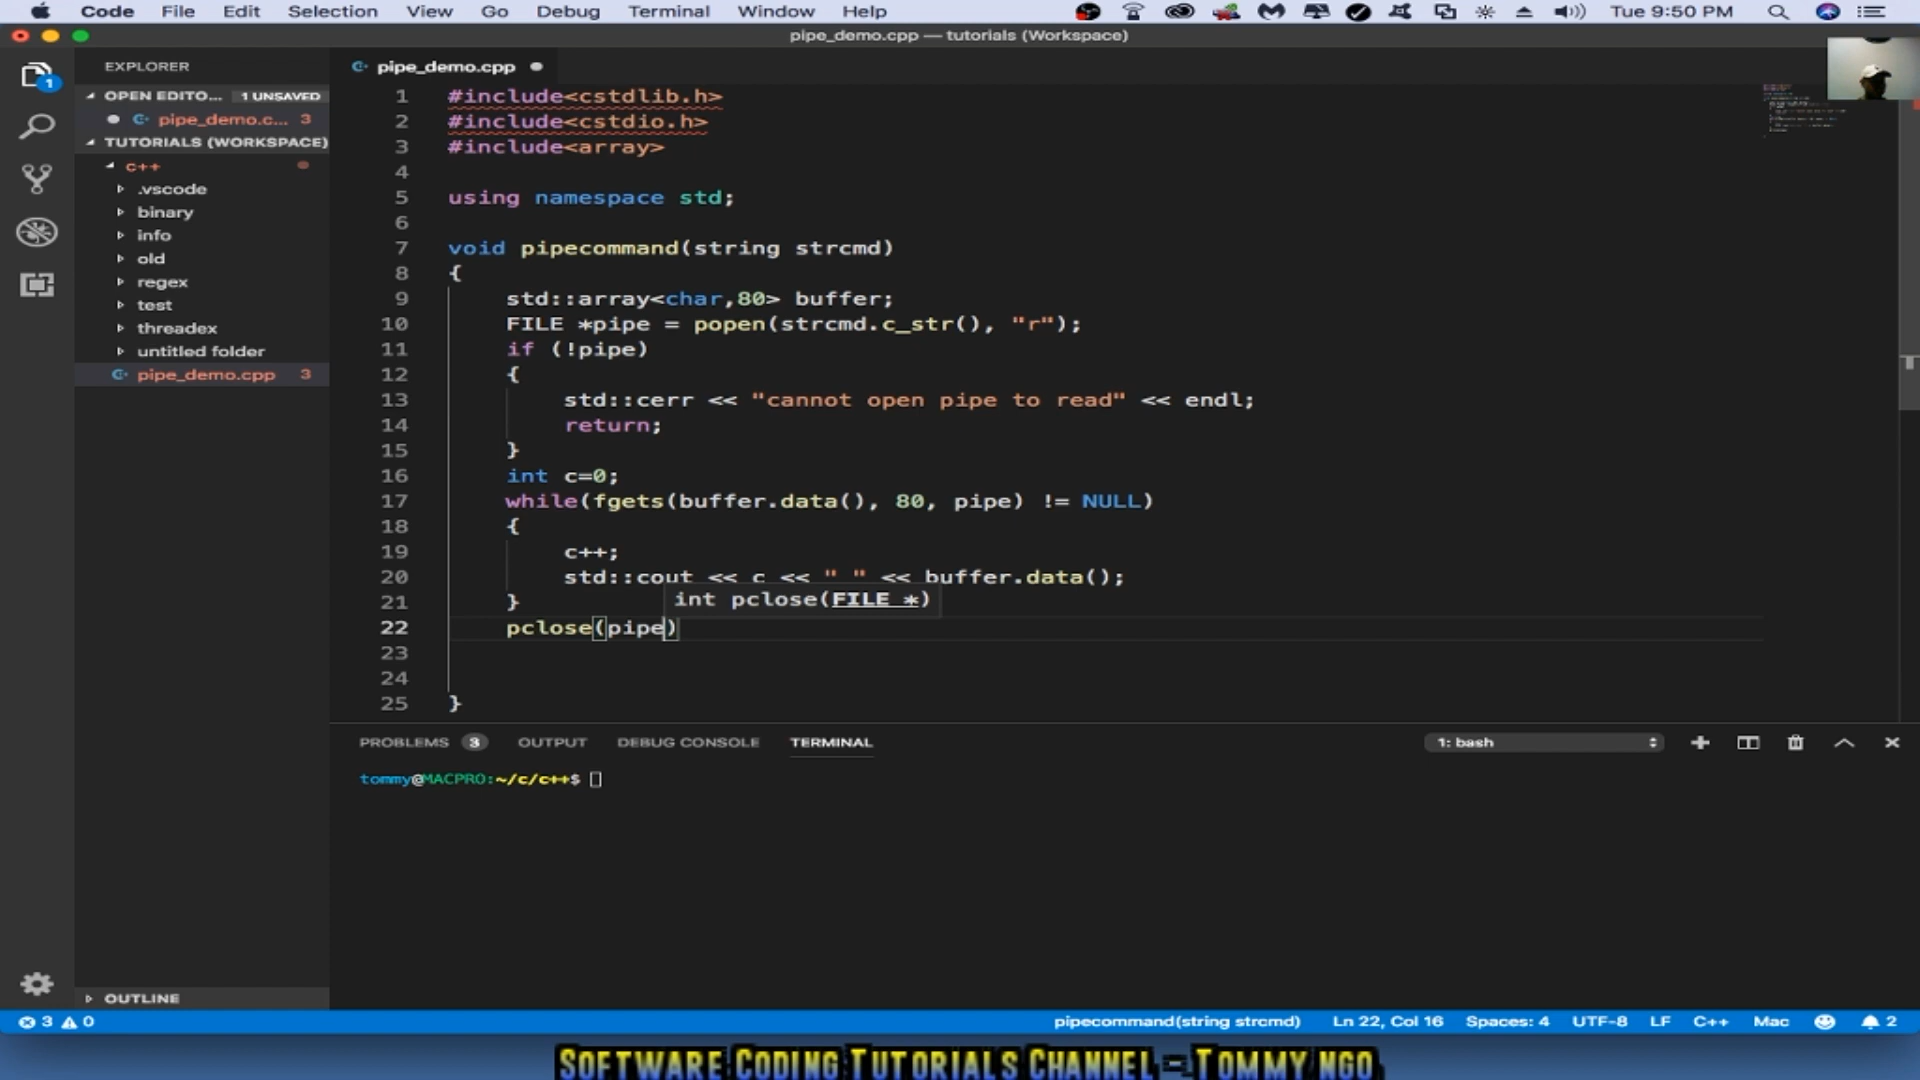 Code File Edit Selection View Go Debug Terminal Window Help Tue 9:50 PM
pipe_demo.cpp — tutorials (Workspace)
EXPLORER
OPEN EDITO... 1 UNSAVED
pipe_demo.c... 3
TUTORIALS (WORKSPACE)
c++
.vscode
binary
info
old
regex
test
threadex
untitled folder
pipe_demo.cpp 3
OUTLINE
1
pipe_demo.cpp
1 #include<cstdlib.h>
2 #include<cstdio.h>
3 #include<array>
4
5 using namespace std;
6
7 void pipecommand(string strcmd)
8 {
9 std::array<char,80> buffer;
10 FILE *pipe = popen(strcmd.c_str(), "r");
11 if (!pipe)
12 {
13 std::cerr << "cannot open pipe to read" << endl;
14 return;
15 }
16 int c=0;
17 while(fgets(buffer.data(), 80, pipe) != NULL)
18 {
19 c++;
20 std::cout << c << " " << buffer.data();
int pclose(FILE *)
21 }
22 pclose(pipe)
23
24
25 }
PROBLEMS 3 OUTPUT DEBUG CONSOLE TERMINAL 1: bash
tommy@MACPRO:~/c/c++$
3 0 pipecommand(string strcmd) Ln 22, Col 16 Spaces: 4 UTF-8 LF C++ Mac 2
SOFTWARE CODING TUTORIALS CHANNEL - TOMMY NGO